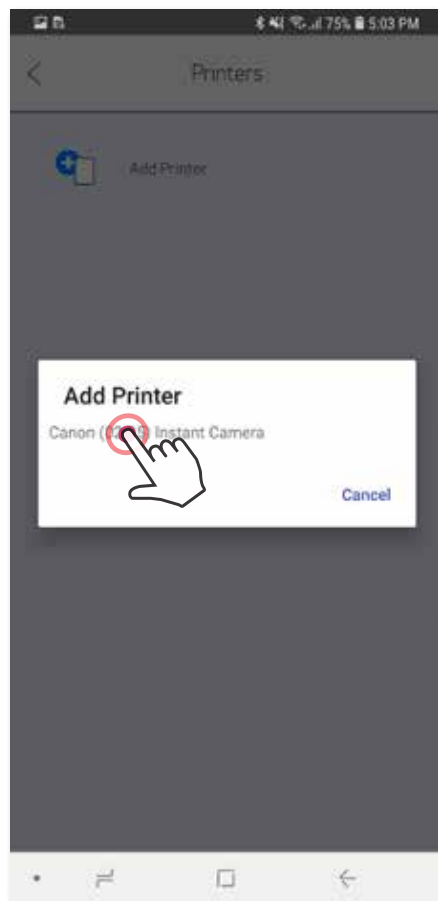 75% 5:03 PM
Printers
Add Printer
Add Printer
Canon ( Instant Camera
Cancel